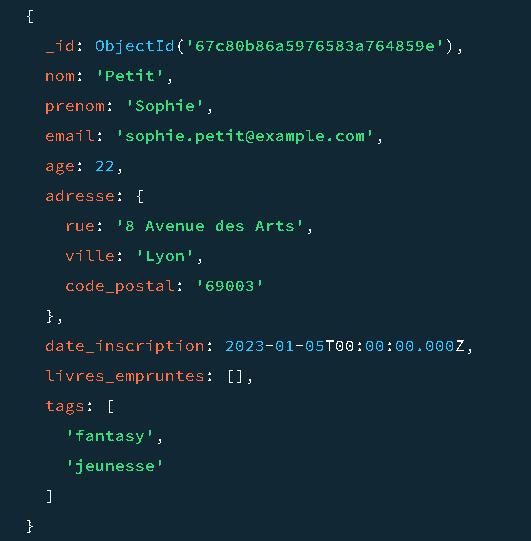 {
  _id: ObjectId('67c80b86a5976583a764859e'),
  nom: 'Petit',
  prenom: 'Sophie',
  email: 'sophie.petit@example.com',
  age: 22,
  adresse: {
    rue: '8 Avenue des Arts',
    ville: 'Lyon',
    code_postal: '69003'
  },
  date_inscription: 2023-01-05T00:00:00.000Z,
  livres_empruntes: [],
  tags: [
    'fantasy',
    'jeunesse'
  ]
}